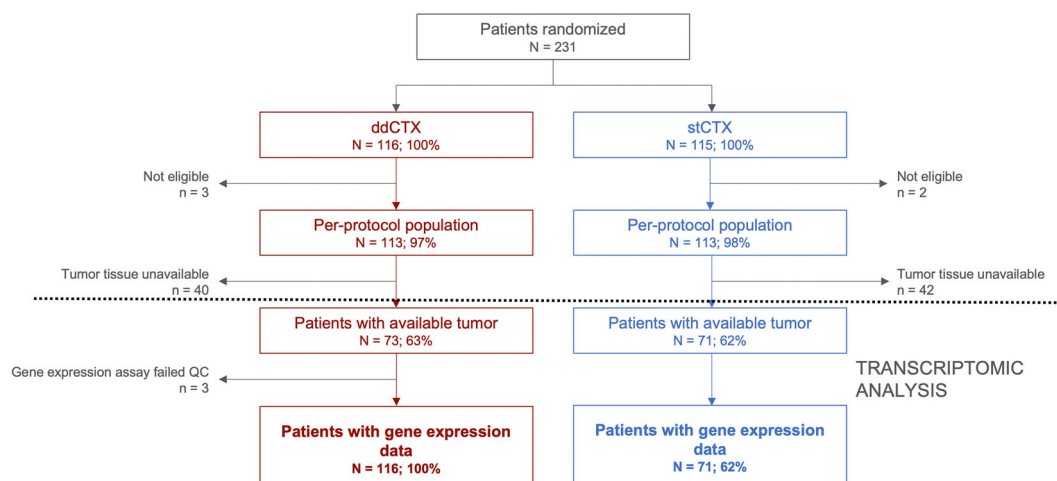 Patients randomized
N = 231
ddCTX
N = 116; 100%
stCTX
N = 115; 100%
Not eligible
n = 3
Not eligible
n = 2
Per-protocol population
N = 113; 97%
Per-protocol population
N = 113; 98%
Tumor tissue unavailable
n = 40
Tumor tissue unavailable
n = 42
Patients with available tumor
N = 73; 63%
Patients with available tumor
N = 71; 62%
Gene expression assay failed QC
n = 3
TRANSCRIPTOMIC
ANALYSIS
Patients with gene expression
data
N = 116; 100%
Patients with gene expression
data
N = 71; 62%